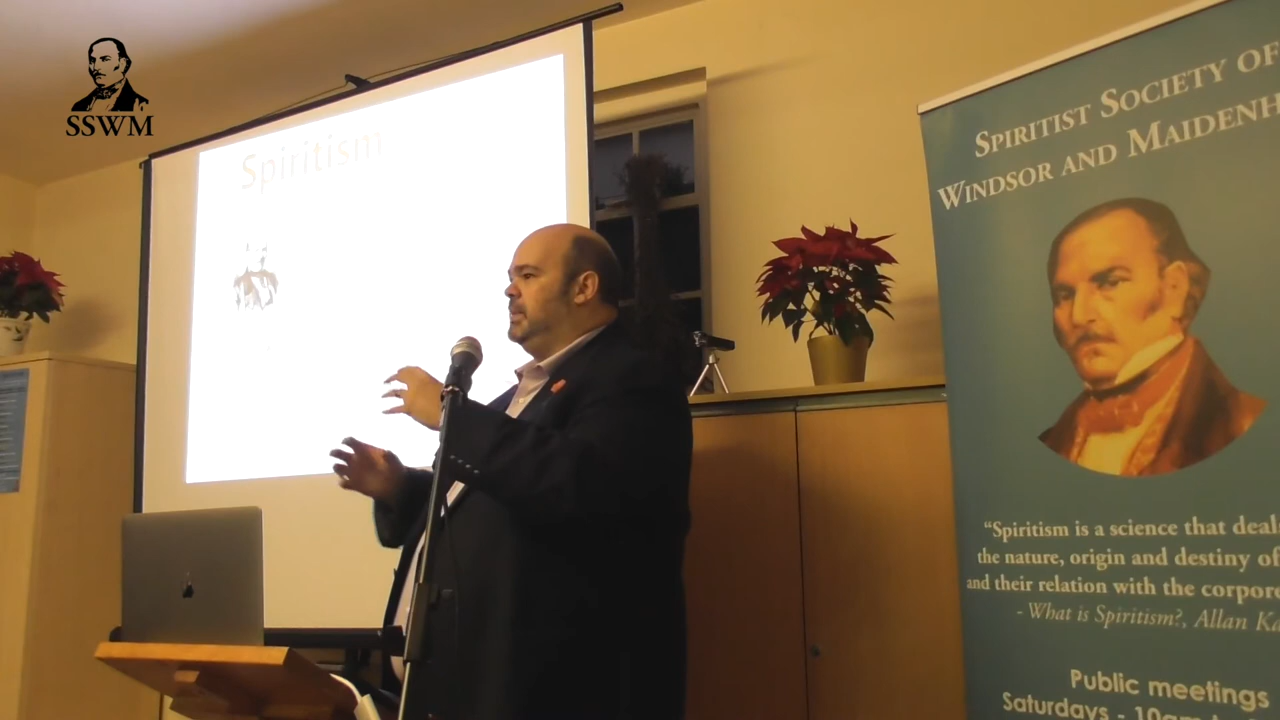 SSWM
Spiritism
SPIRITIST SOCIETY OF
WINDSOR AND MAIDENH
“Spiritism is a science that deals
the nature, origin and destiny of
and their relation with the corpore
- What is Spiritism?, Allan Ka
Public meetings
Saturdays - 10am